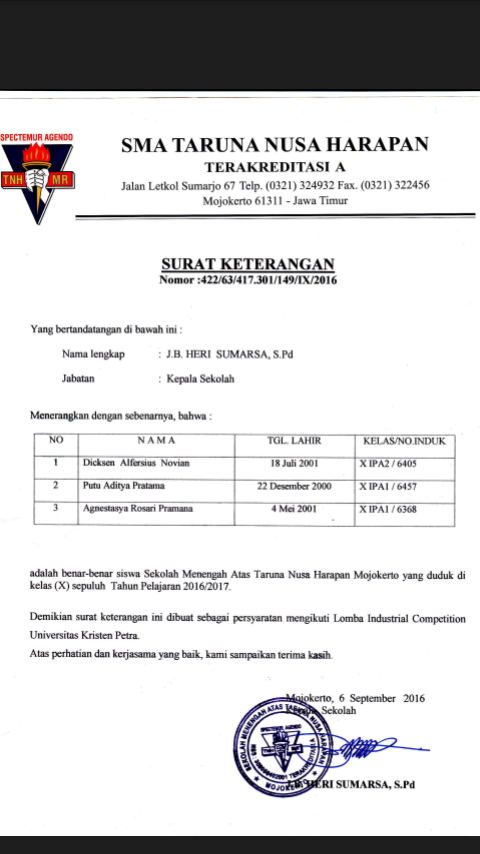 SPECTEMUR AGENDO
TNH MR
SMA TARUNA NUSA HARAPAN
TERAKREDITASI A
Jalan Letkol Sumarjo 67 Telp. (0321) 324932 Fax. (0321) 322456
Mojokerto 61311 - Jawa Timur
SURAT KETERANGAN
Nomor :422/63/417.301/149/IX/2016
Yang bertandatangan di bawah ini :
Nama lengkap : J.B. HERI SUMARSA, S.Pd
Jabatan : Kepala Sekolah
Menerangkan dengan sebenarnya, bahwa :
NO N A M A TGL. LAHIR KELAS/NO.INDUK
1 Dicksen Alfersius Novian 18 Juli 2001 X IPA2 / 6405
2 Putu Aditya Pratama 22 Desember 2000 X IPA1 / 6457
3 Agnestasya Rosari Pramana 4 Mei 2001 X IPA1 / 6368
adalah benar-benar siswa Sekolah Menengah Atas Taruna Nusa Harapan Mojokerto yang duduk di
kelas (X) sepuluh Tahun Pelajaran 2016/2017.
Demikian surat keterangan ini dibuat sebagai persyaratan mengikuti Lomba Industrial Competition
Universitas Kristen Petra.
Atas perhatian dan kerjasama yang baik, kami sampaikan terima kasih.
Mojokerto, 6 September 2016
Kepala Sekolah
SEKOLAH MENENGAH ATAS TARUNA NUSA HARAPAN
SPECTEMUR AGENDO
TERAKREDITASI A
MOJOKERTO
J.B. HERI SUMARSA, S.Pd